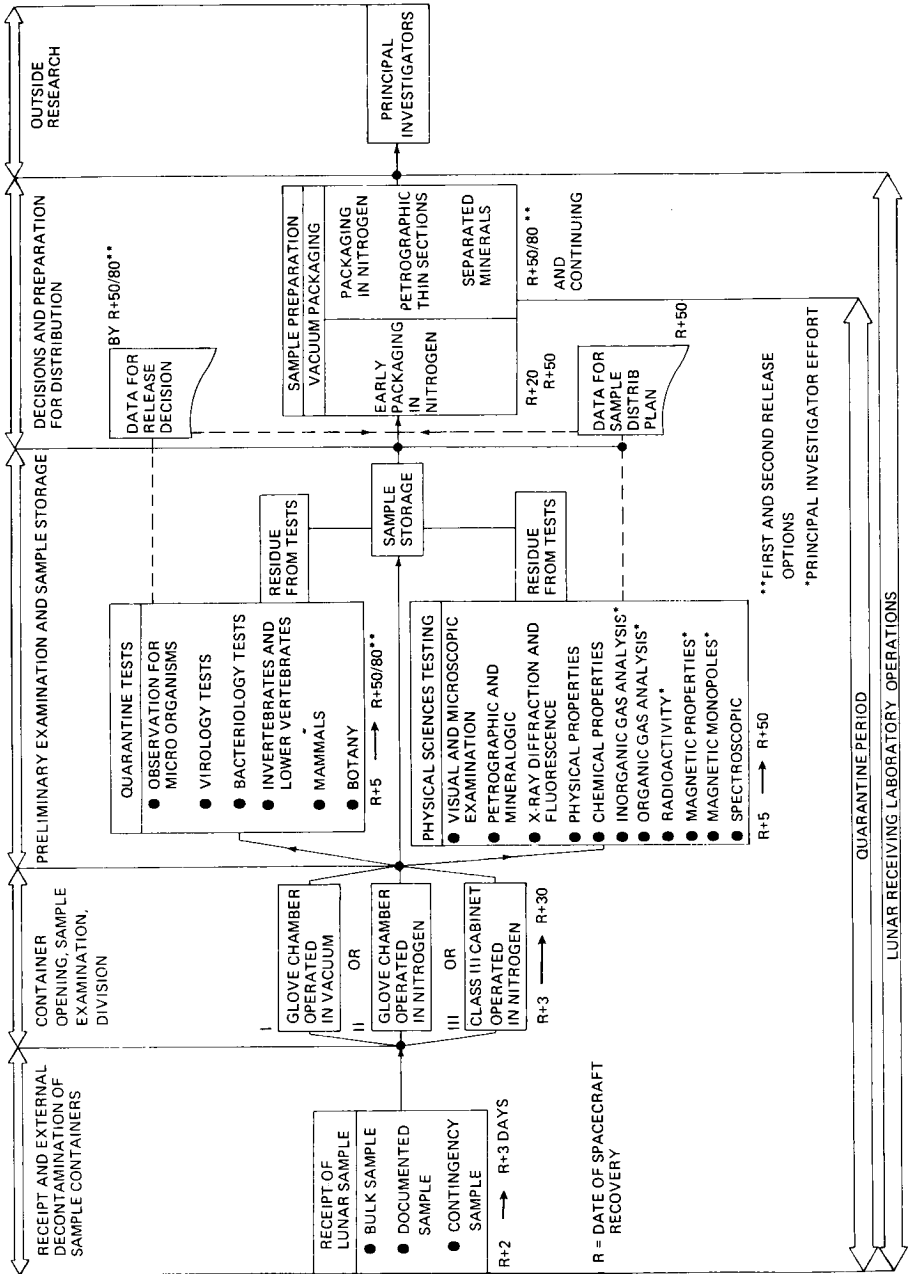 RECEIPT AND EXTERNAL
DECONTAMINATION OF
SAMPLE CONTAINERS
CONTAINER
OPENING, SAMPLE
EXAMINATION,
DIVISION
PRELIMINARY EXAMINATION AND SAMPLE STORAGE
DECISIONS AND PREPARATION
FOR DISTRIBUTION
OUTSIDE
RESEARCH
RECEIPT OF
LUNAR SAMPLE
● BULK SAMPLE
● DOCUMENTED
SAMPLE
● CONTINGENCY
SAMPLE
R+2 → R+3 DAYS
R = DATE OF SPACECRAFT
RECOVERY
I
GLOVE CHAMBER
OPERATED
IN VACUUM
OR
II
GLOVE CHAMBER
OPERATED
IN NITROGEN
OR
III
CLASS III CABINET
OPERATED
IN NITROGEN
R+3 → R+30
QUARANTINE TESTS
● OBSERVATION FOR
MICRO ORGANISMS
● VIROLOGY TESTS
● BACTERIOLOGY TESTS
● INVERTEBRATES AND
LOWER VERTEBRATES
● MAMMALS
● BOTANY
R+5 → R+50/80**
RESIDUE
FROM TESTS
SAMPLE
STORAGE
RESIDUE
FROM TESTS
PHYSICAL SCIENCES TESTING
● VISUAL AND MICROSCOPIC
EXAMINATION
● PETROGRAPHIC AND
MINERALOGIC
● X-RAY DIFFRACTION AND
FLUORESCENCE
● PHYSICAL PROPERTIES
● CHEMICAL PROPERTIES
● INORGANIC GAS ANALYSIS*
● ORGANIC GAS ANALYSIS*
● RADIOACTIVITY*
● MAGNETIC PROPERTIES*
● MAGNETIC MONOPOLES*
● SPECTROSCOPIC
R+5 → R+50
BY R+50/80**
DATA FOR
RELEASE
DECISION
SAMPLE PREPARATION
VACUUM PACKAGING
EARLY
PACKAGING
IN
NITROGEN
PACKAGING
IN NITROGEN
PETROGRAPHIC
THIN SECTIONS
SEPARATED
MINERALS
R+20
R+50
R+50/80**
AND
CONTINUING
DATA FOR
SAMPLE
DISTRIB
PLAN
R+50
PRINCIPAL
INVESTIGATORS
**FIRST AND SECOND RELEASE
OPTIONS
*PRINCIPAL INVESTIGATOR EFFORT
QUARANTINE PERIOD
LUNAR RECEIVING LABORATORY OPERATIONS